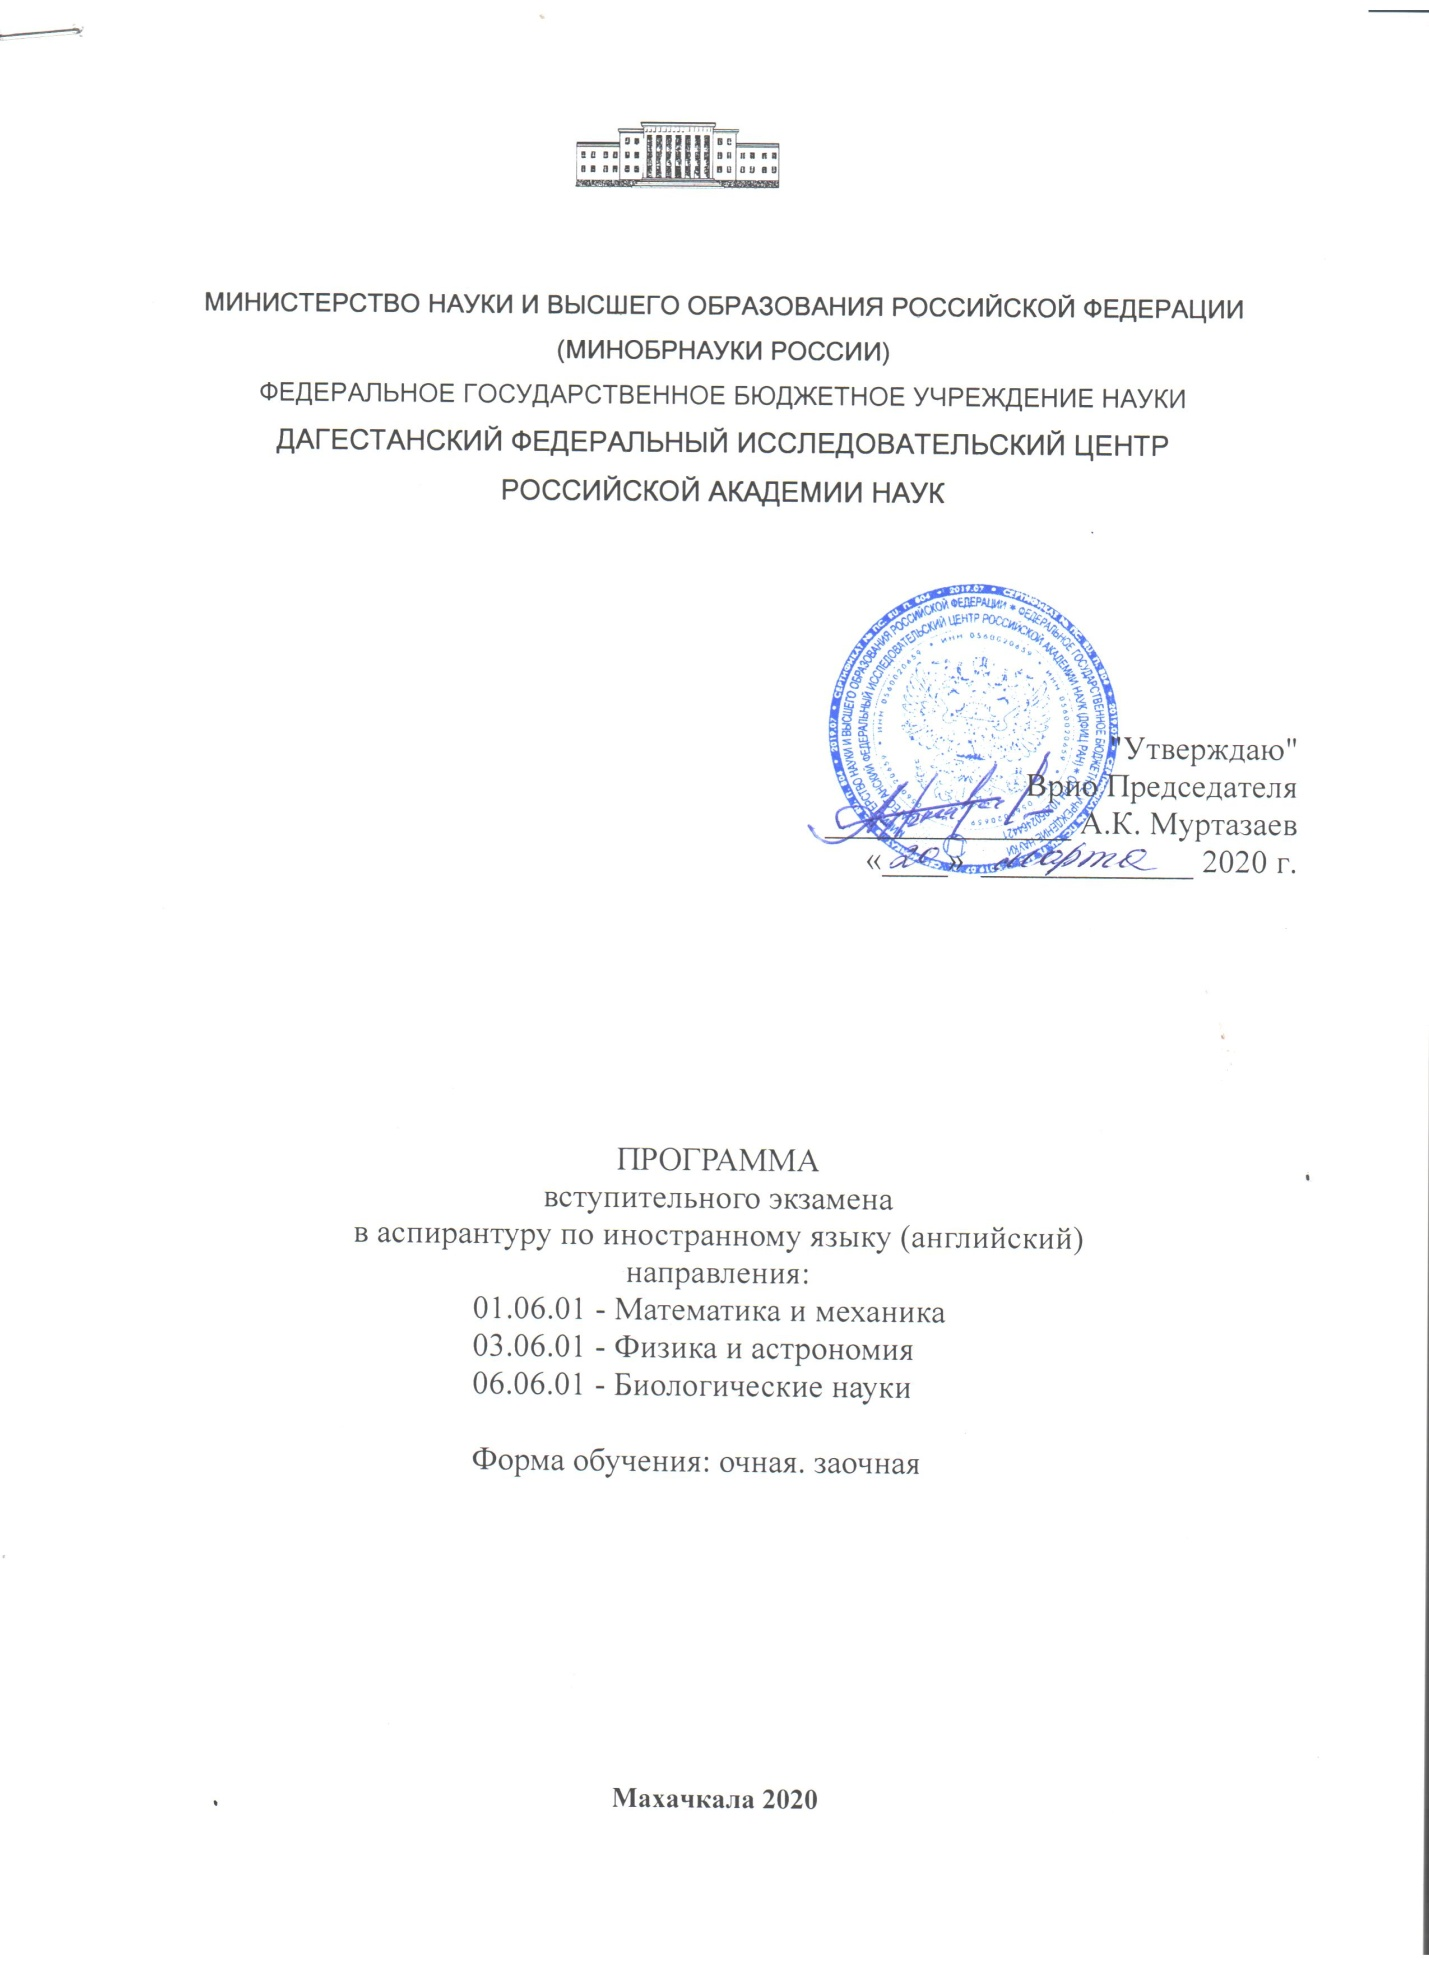 МИНИСТЕРСТВО НАУКИ И ВЫСШЕГО ОБРАЗОВАНИЯ РОССИЙСКОЙ ФЕДЕРАЦИИ
(МИНОБРНАУКИ РОССИИ)
ФЕДЕРАЛЬНОЕ ГОСУДАРСТВЕННОЕ БЮДЖЕТНОЕ УЧРЕЖДЕНИЕ НАУКИ
ДАГЕСТАНСКИЙ ФЕДЕРАЛЬНЫЙ ИССЛЕДОВАТЕЛЬСКИЙ ЦЕНТР
РОССИЙСКОЙ АКАДЕМИИ НАУК
"Утверждаю"
Врио Председателя
А.К. Муртазаев
«20» марта 2020 г.
ПРОГРАММА
вступительного экзамена
в аспирантуру по иностранному языку (английский)
направления:
01.06.01 - Математика и механика
03.06.01 - Физика и астрономия
06.06.01 - Биологические науки
Форма обучения: очная. заочная
Махачкала 2020